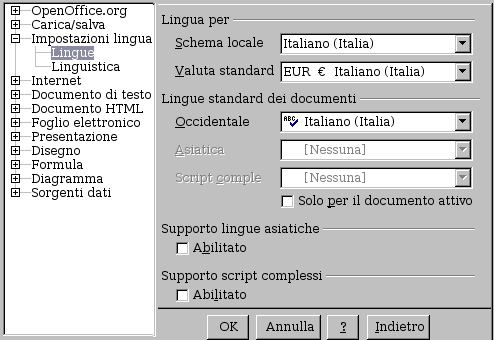 OpenOffice.org
Carica/salva
Impostazioni lingua
Lingue
Linguistica
Internet
Documento di testo
Documento HTML
Foglio elettronico
Presentazione
Disegno
Formula
Diagramma
Sorgenti dati
Lingua per
Schema locale Italiano (Italia)
Valuta standard EUR € Italiano (Italia)
Lingue standard dei documenti
Occidentale ABC Italiano (Italia)
Asiatica [Nessuna]
Script comple [Nessuna]
Solo per il documento attivo
Supporto lingue asiatiche
Abilitato
Supporto script complessi
Abilitato
OK Annulla ? Indietro